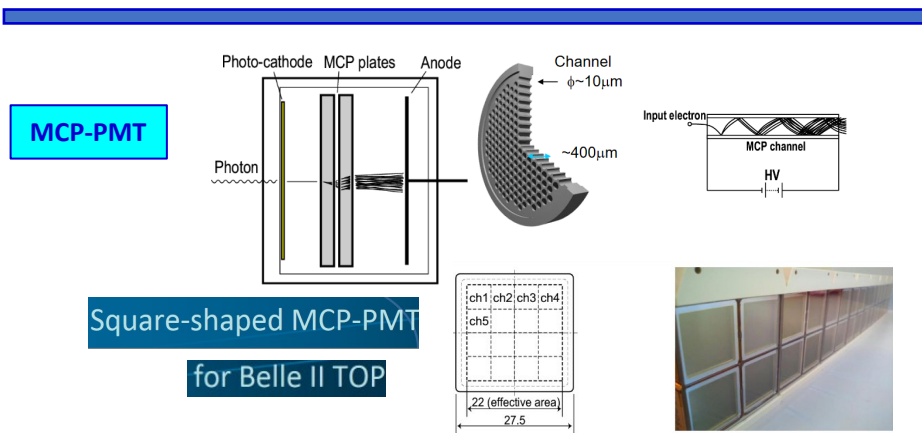 Photo-cathode MCP plates Anode
Channel
ϕ~10μm
MCP-PMT
Input electron
MCP channel
~400μm
Photon
HV
Square-shaped MCP-PMT
for Belle II TOP
ch1 ch2 ch3 ch4
ch5
22 (effective area)
27.5